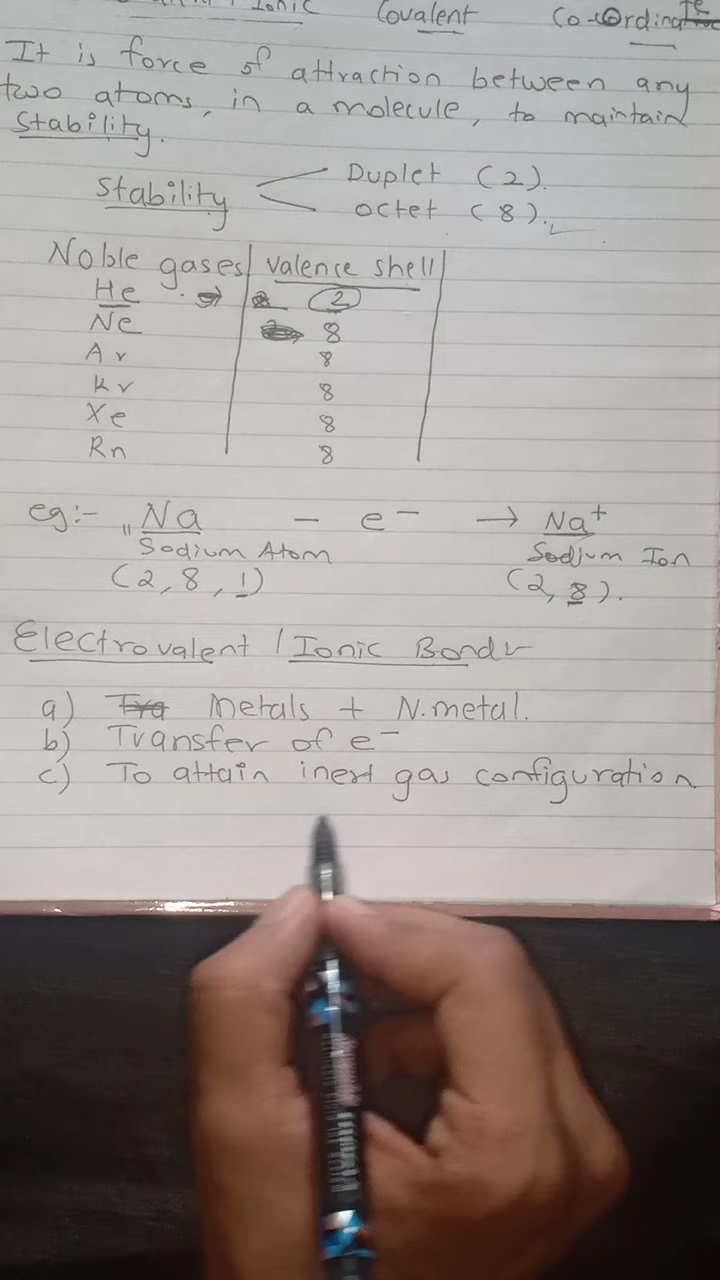 Ionic Covalent Co-Ordinate
It is force of attraction between any
two atoms, in a molecule, to maintain
Stability.
Stability Duplet (2).
octet (8).
Noble gases valence shell
He → 2
Ne 8
Ar 8
Kr 8
Xe 8
Rn 8
eg:- Na - e⁻ → Na⁺
Sodium Atom Sodium Ion
(2, 8, 1) (2, 8).
Electrovalent / Ionic Bond
a) Metals + N.metal.
b) Transfer of e⁻
c) To attain inert gas configuration